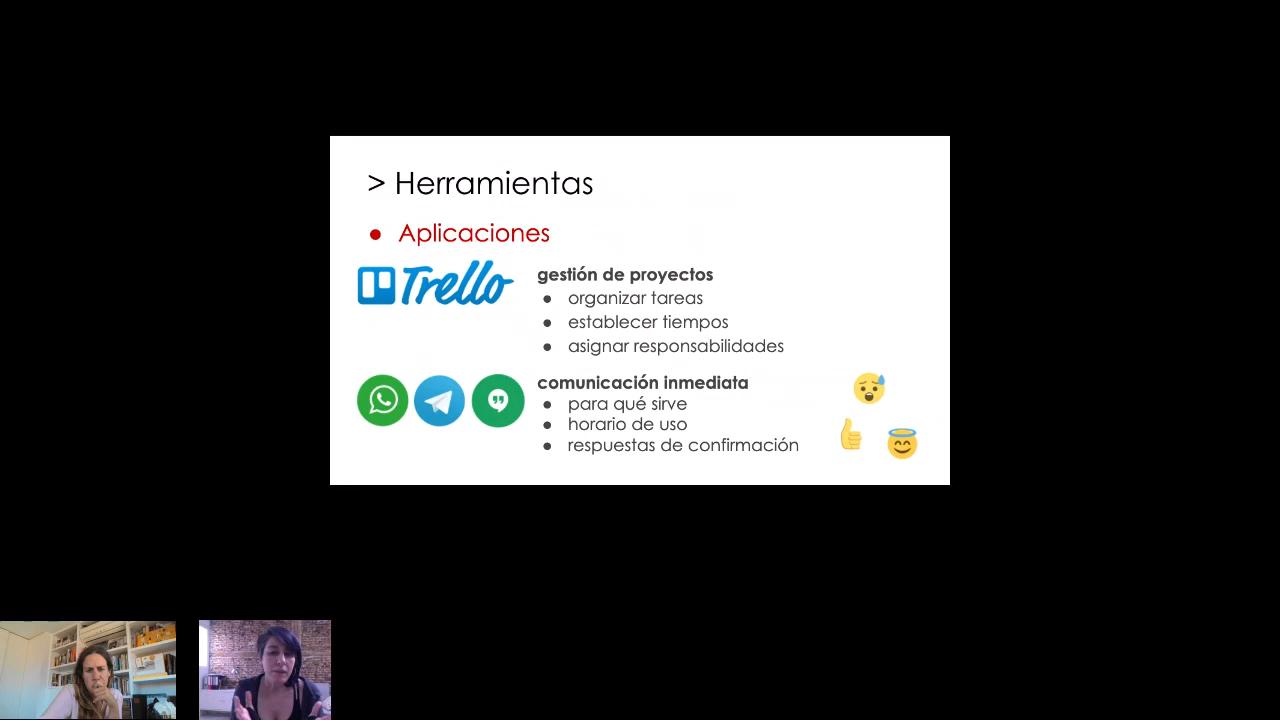 > Herramientas
● Aplicaciones
Trello
gestión de proyectos
● organizar tareas
● establecer tiempos
● asignar responsabilidades
comunicación inmediata
● para qué sirve
● horario de uso
● respuestas de confirmación